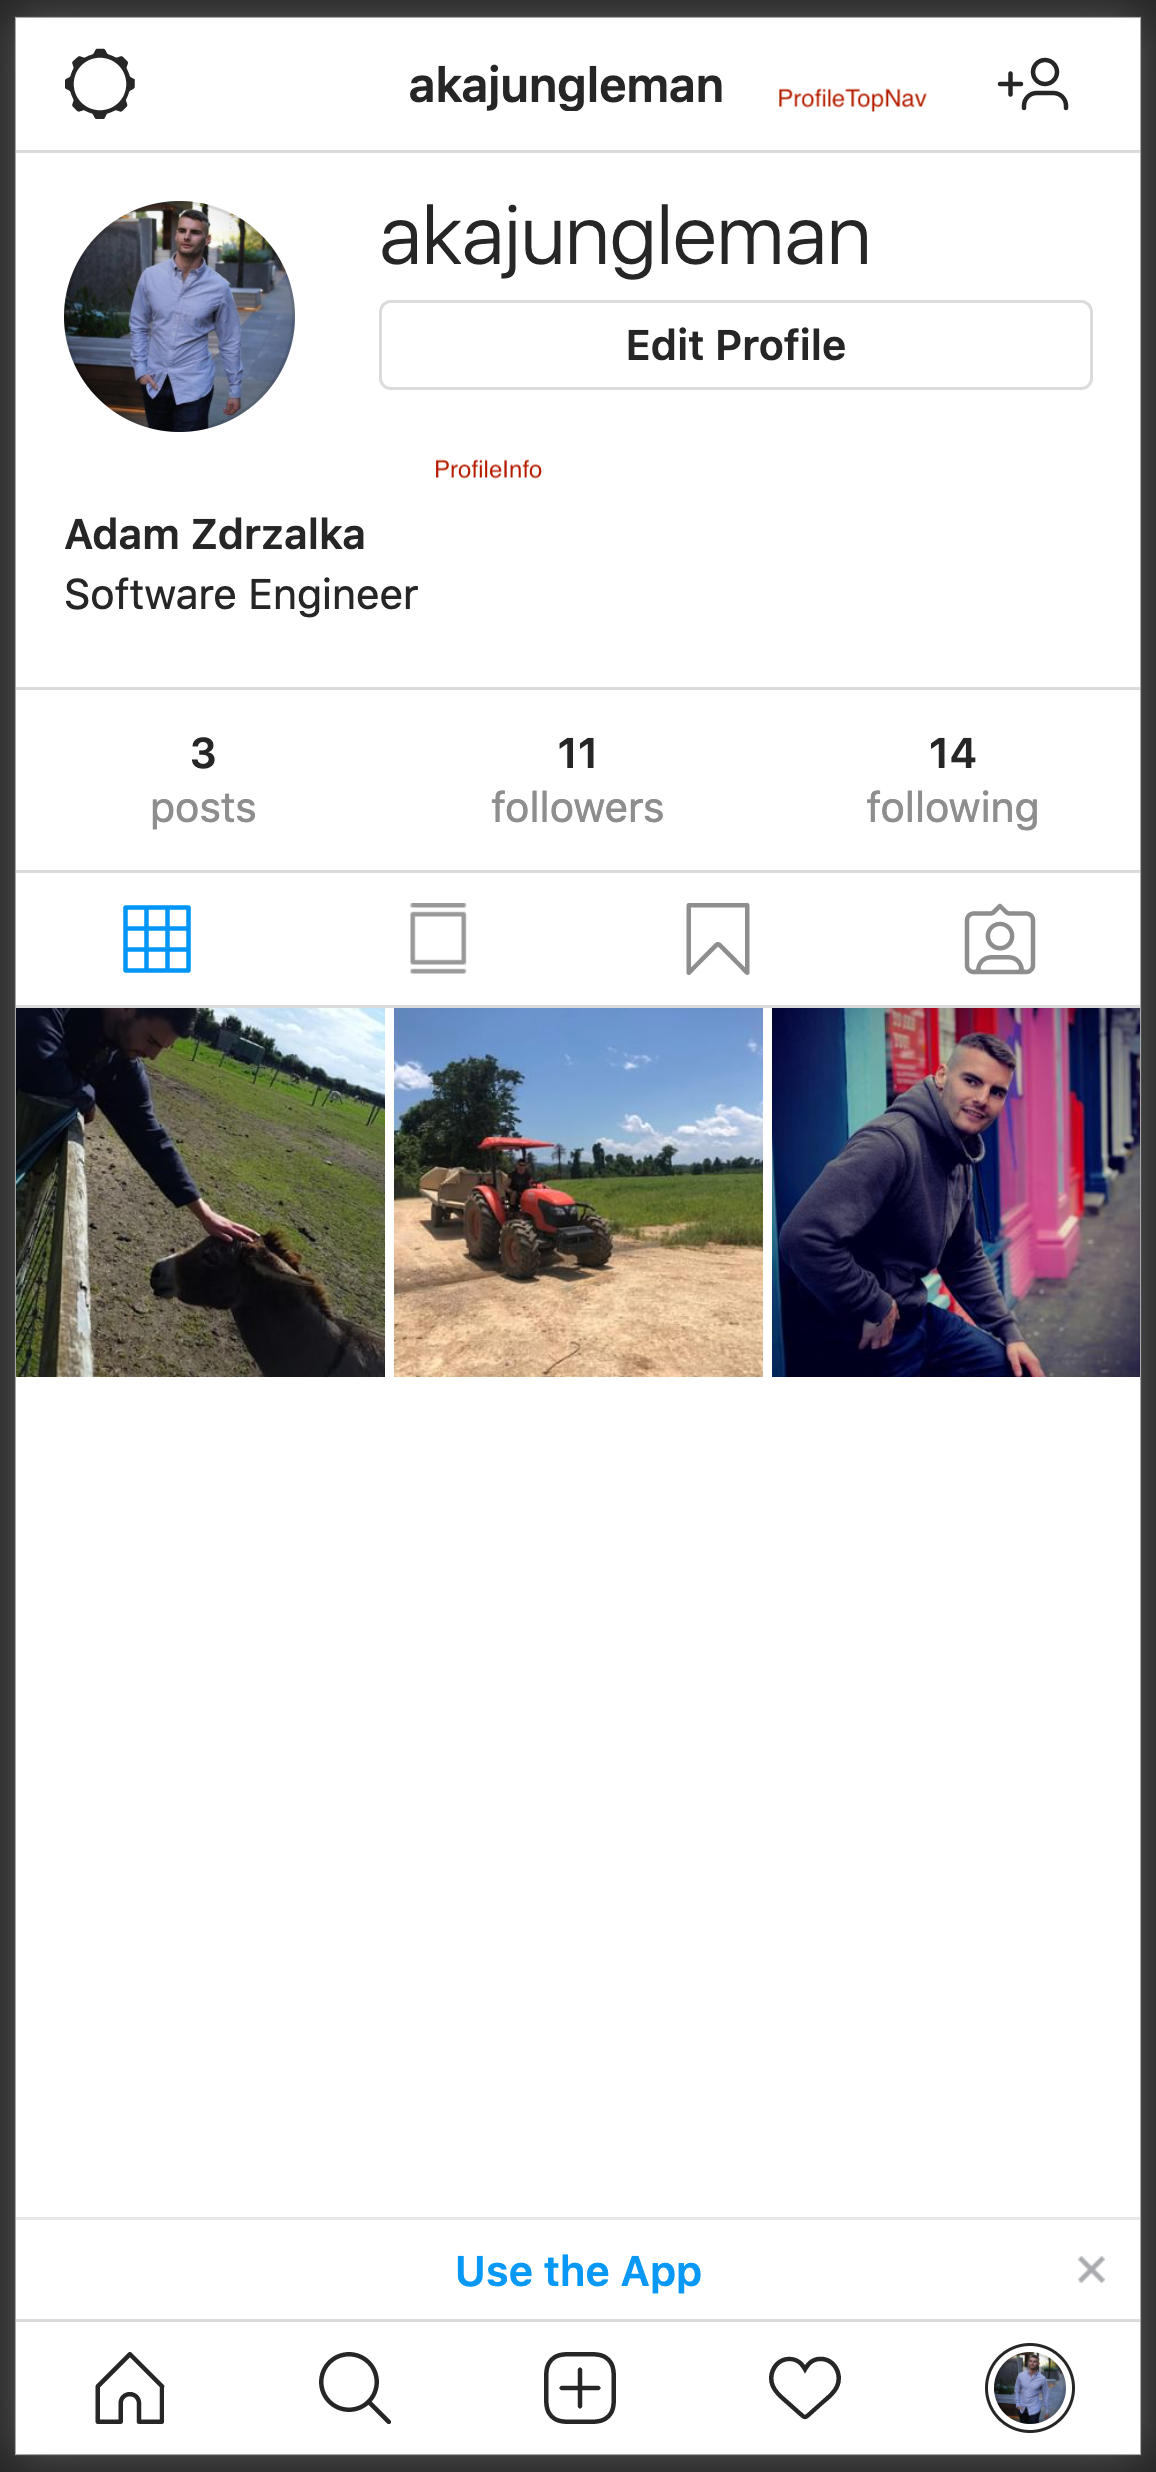 akajungleman
ProfileTopNav
akajungleman
Edit Profile
ProfileInfo
Adam Zdrzalka
Software Engineer
3
posts
11
followers
14
following
Use the App